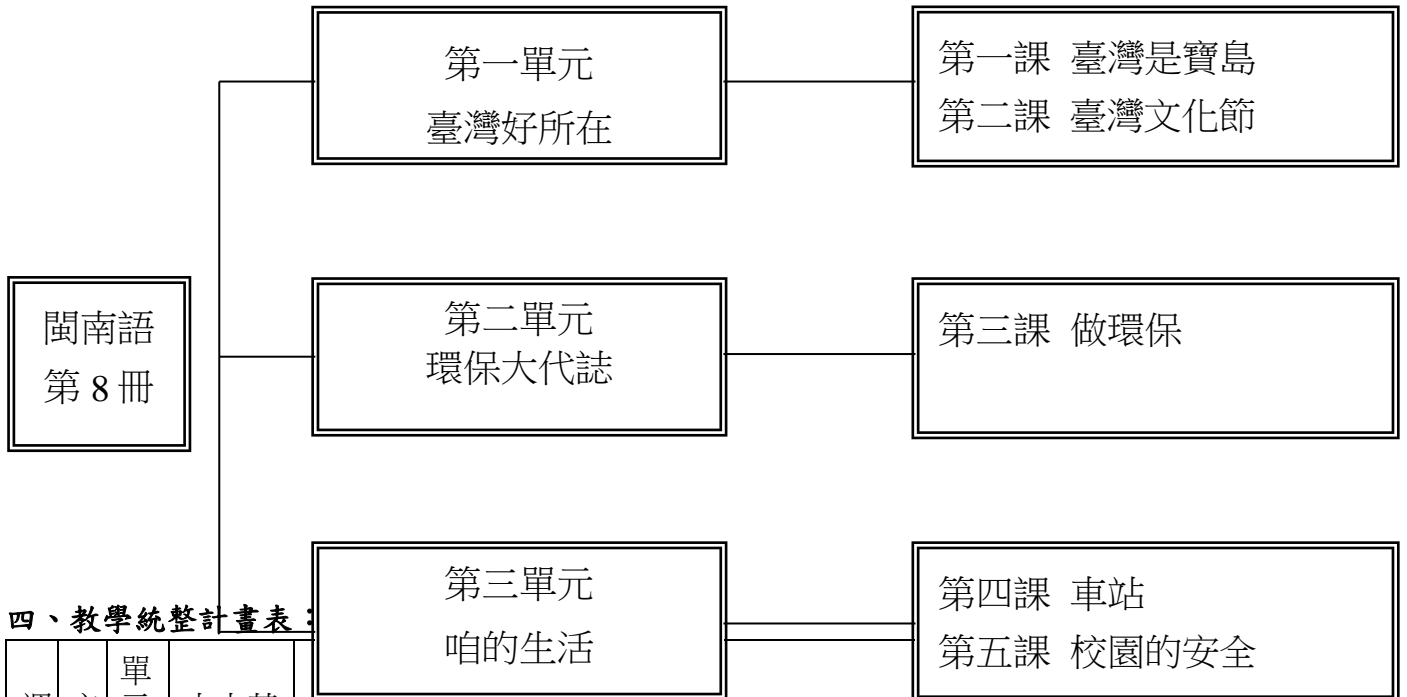 第一單元
臺灣好所在
第一課 臺灣是寶島
第二課 臺灣文化節
閩南語
第 8 冊
第二單元
環保大代誌
第三課 做環保
第三單元
咱的生活
第四課 車站
第五課 校園的安全
四、教學統整計畫表：
單